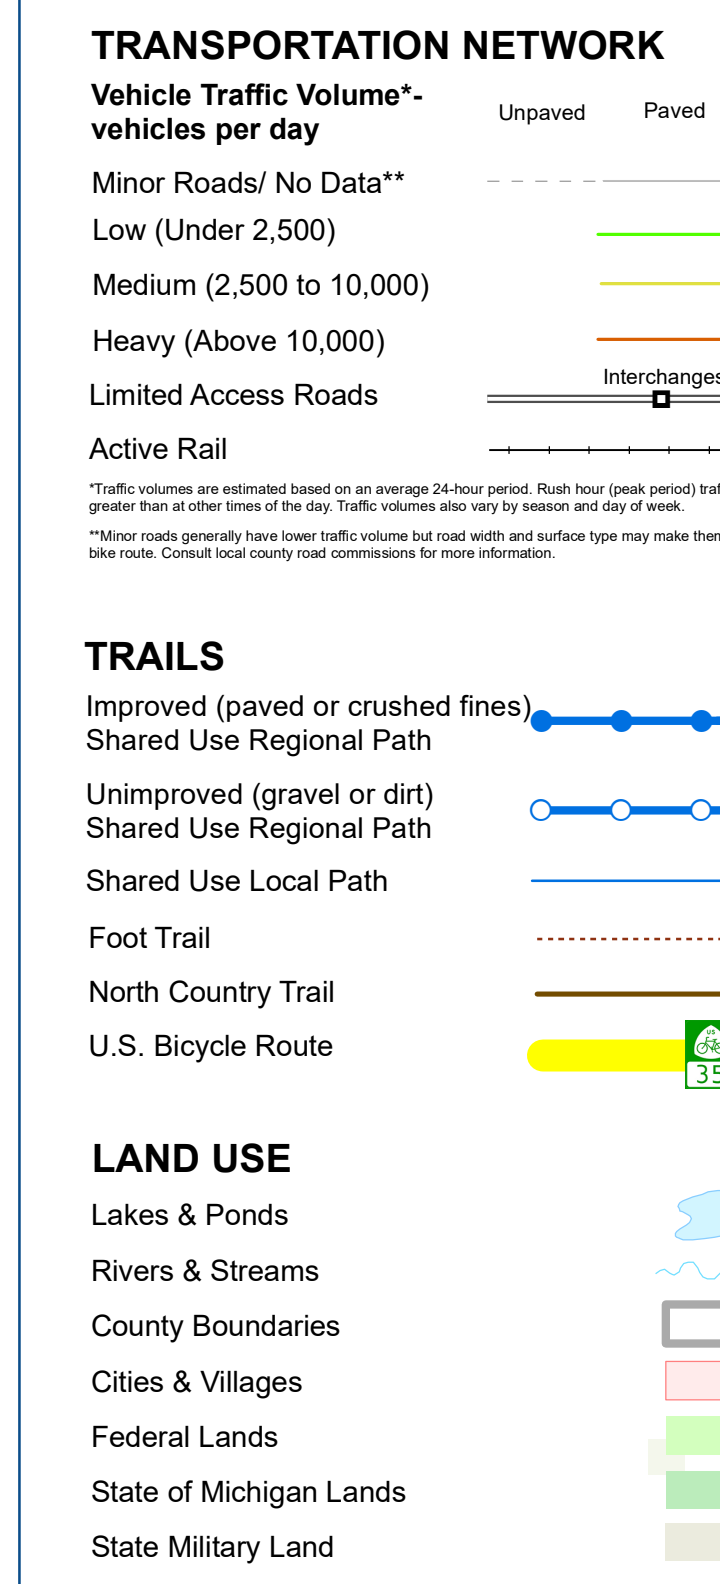 TRANSPORTATION NETWORK
Vehicle Traffic Volume*-
vehicles per day
Unpaved
Paved
Minor Roads/ No Data**
Low (Under 2,500)
Medium (2,500 to 10,000)
Heavy (Above 10,000)
Interchanges
Limited Access Roads
Active Rail
*Traffic volumes are estimated based on an average 24-hour period. Rush hour (peak period) traf
greater than at other times of the day. Traffic volumes also vary by season and day of week.
**Minor roads generally have lower traffic volume but road width and surface type may make them
bike route. Consult local county road commissions for more information.
TRAILS
Improved (paved or crushed fines)
Shared Use Regional Path
Unimproved (gravel or dirt)
Shared Use Regional Path
Shared Use Local Path
Foot Trail
North Country Trail
U.S. Bicycle Route
US
35
LAND USE
Lakes & Ponds
Rivers & Streams
County Boundaries
Cities & Villages
Federal Lands
State of Michigan Lands
State Military Land